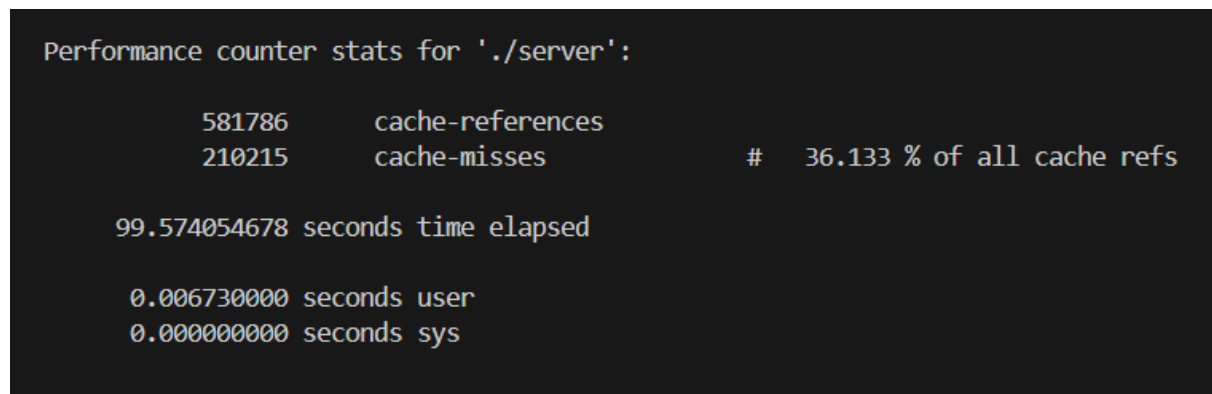 Performance counter stats for './server':
581786 cache-references
210215 cache-misses # 36.133 % of all cache refs
99.574054678 seconds time elapsed
0.006730000 seconds user
0.000000000 seconds sys